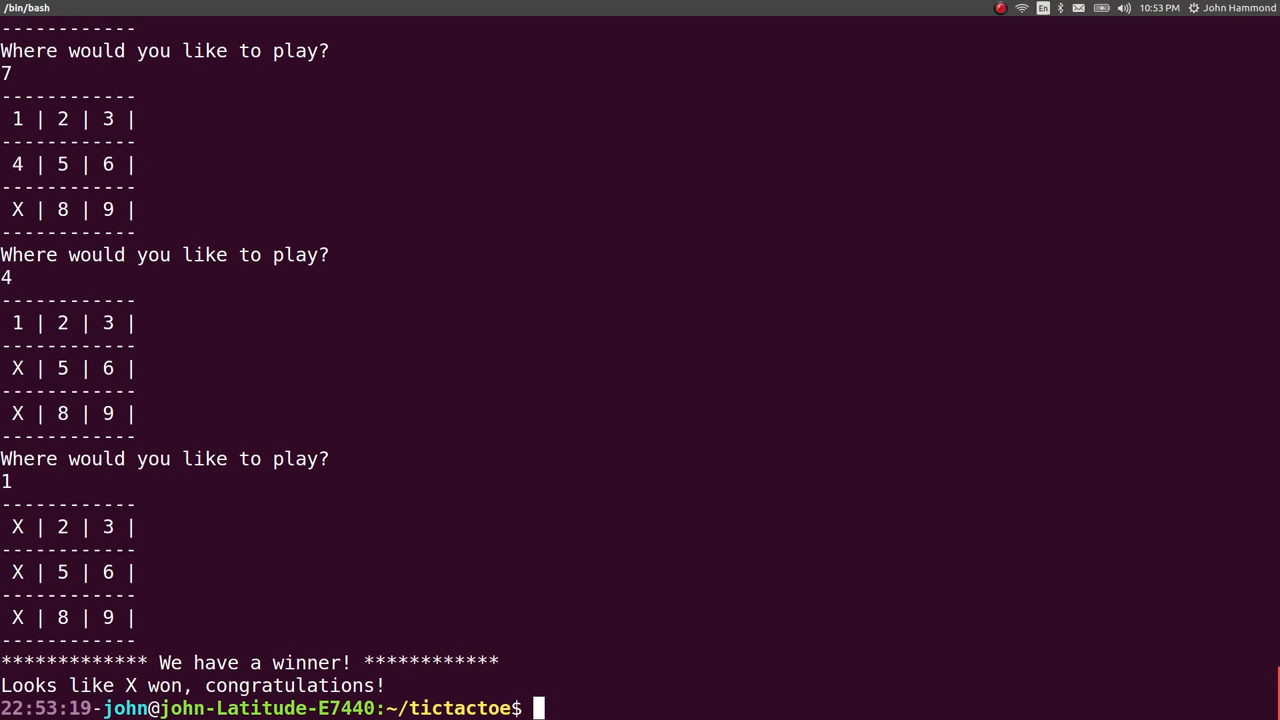 /bin/bash
En
10:53 PM
John Hammond
------------
Where would you like to play?
7
------------
1 | 2 | 3 |
------------
4 | 5 | 6 |
------------
X | 8 | 9 |
------------
Where would you like to play?
4
------------
1 | 2 | 3 |
------------
X | 5 | 6 |
------------
X | 8 | 9 |
------------
Where would you like to play?
1
------------
X | 2 | 3 |
------------
X | 5 | 6 |
------------
X | 8 | 9 |
------------
************* We have a winner! ************
Looks like X won, congratulations!
22:53:19-john@john-Latitude-E7440:~/tictactoe$